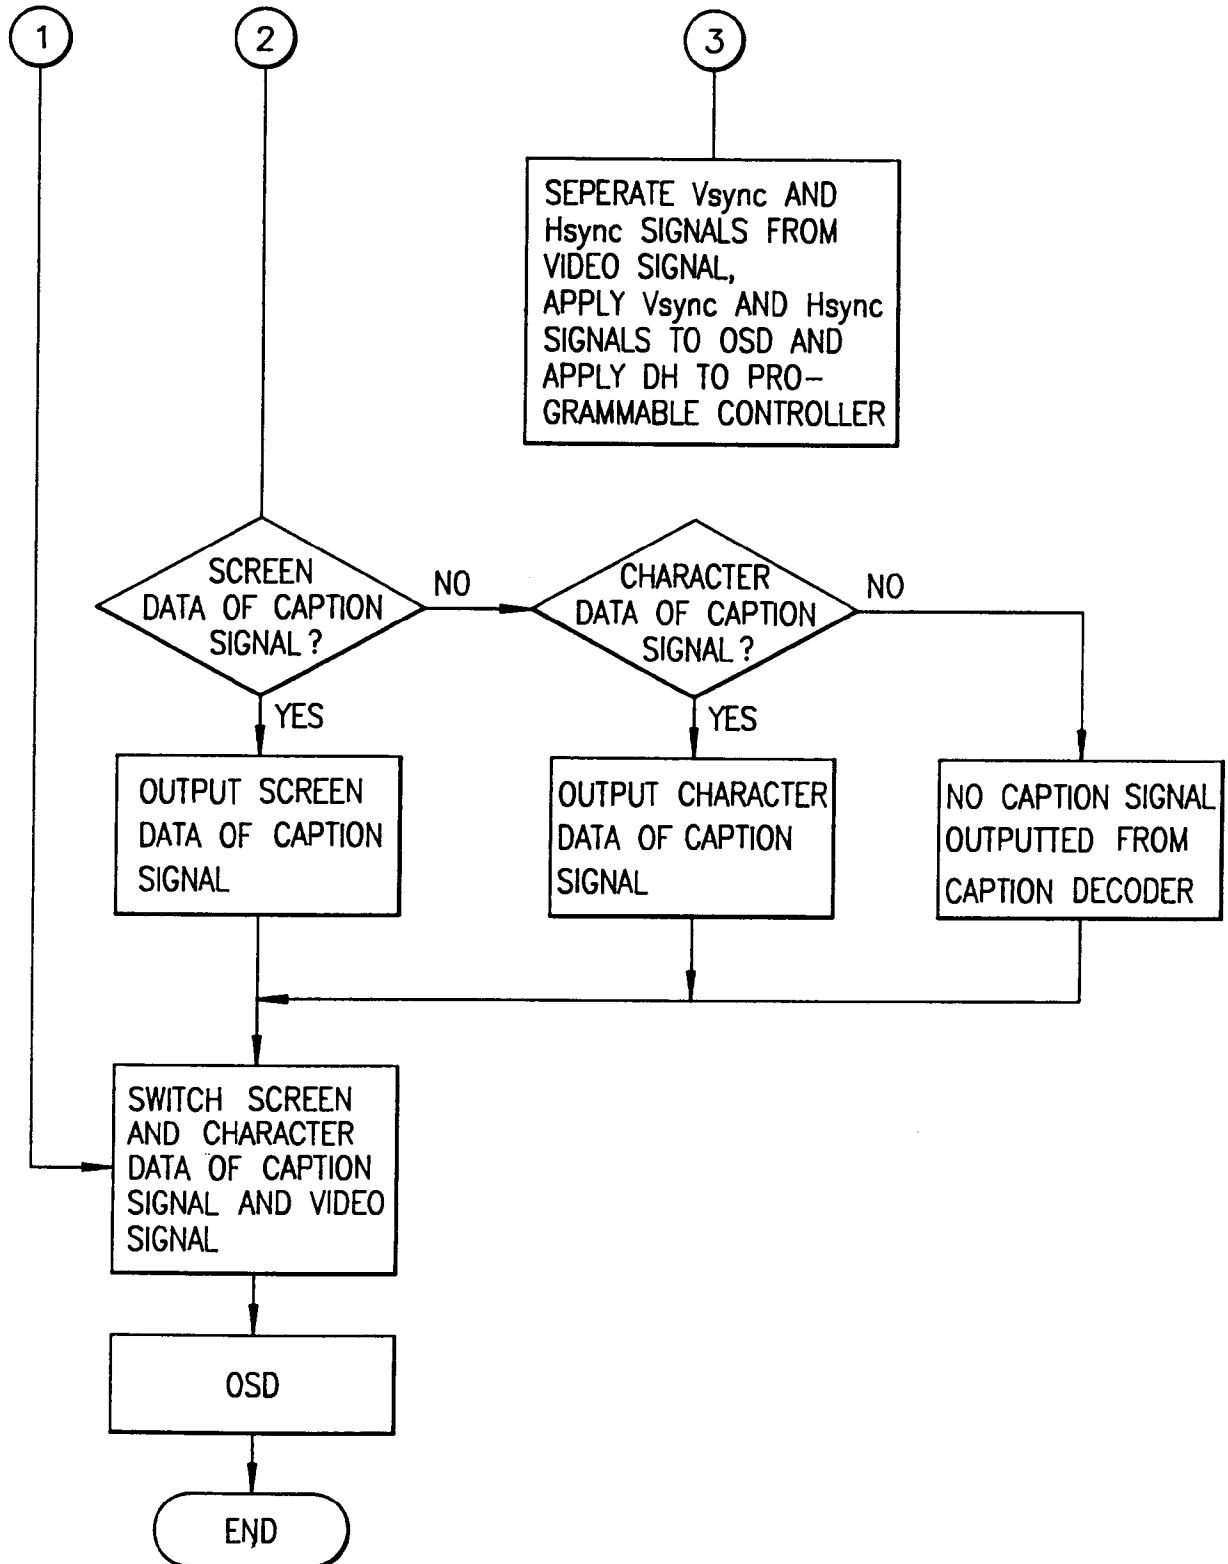 1
2
3
SEPERATE Vsync AND
Hsync SIGNALS FROM
VIDEO SIGNAL,
APPLY Vsync AND Hsync
SIGNALS TO OSD AND
APPLY DH TO PRO-
GRAMMABLE CONTROLLER
SCREEN
DATA OF CAPTION
SIGNAL?
NO
CHARACTER
DATA OF CAPTION
SIGNAL?
NO
YES
YES
OUTPUT SCREEN
DATA OF CAPTION
SIGNAL
OUTPUT CHARACTER
DATA OF CAPTION
SIGNAL
NO CAPTION SIGNAL
OUTPUTTED FROM
CAPTION DECODER
SWITCH SCREEN
AND CHARACTER
DATA OF CAPTION
SIGNAL AND VIDEO
SIGNAL
OSD
END